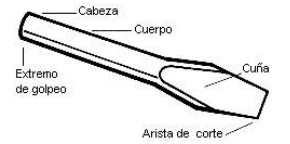 Cabeza
Cuerpo
Extremo
de golpeo
Cuña
Arista de corte